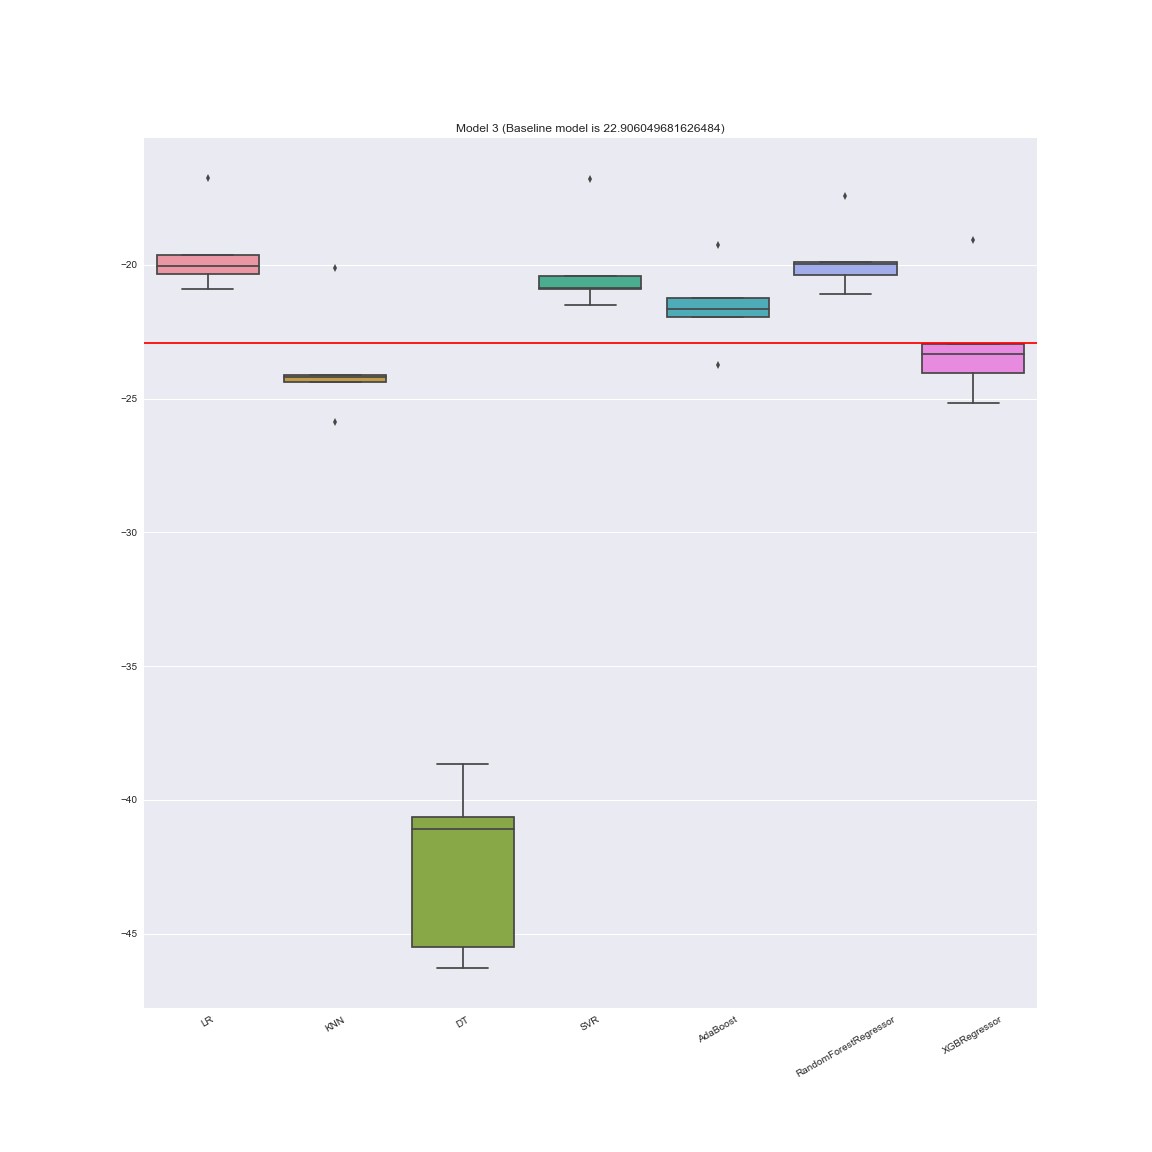 Model 3 (Baseline model is 22.906049681626484)
−20
−25
−30
−35
−40
−45
LR
KNN
DT
SVR
AdaBoost
RandomForestRegressor
XGBRegressor